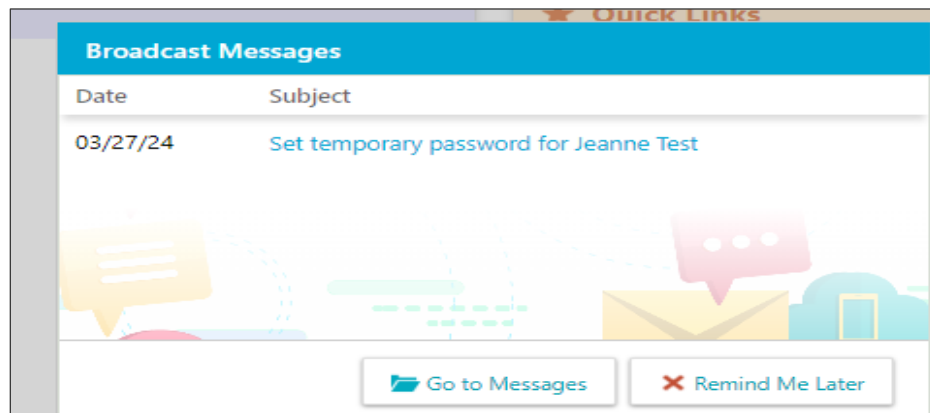 Quick Links
Broadcast Messages
Date Subject
03/27/24 Set temporary password for Jeanne Test
Go to Messages Remind Me Later